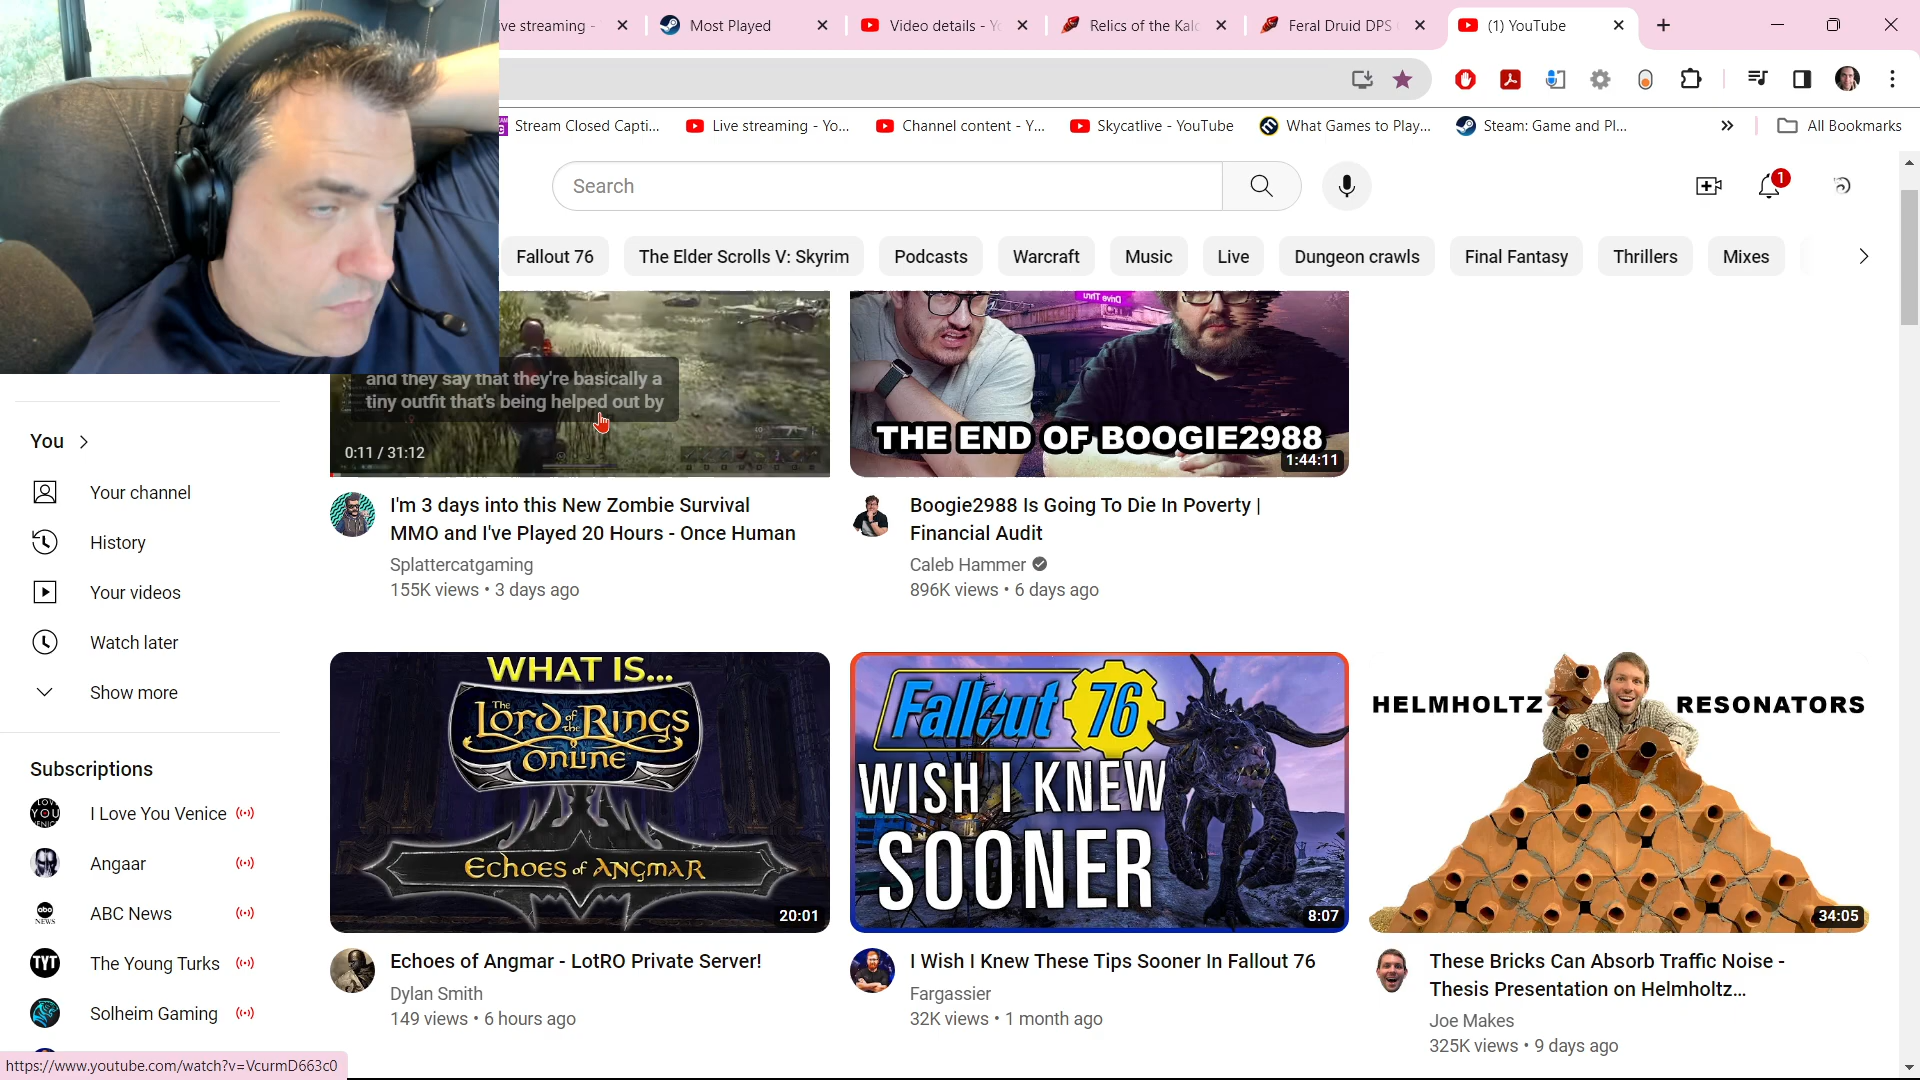 ive streaming -
Most Played
Video details - Yo
Relics of the Kalo
Feral Druid DPS
(1) YouTube
Stream Closed Capti...
Live streaming - Yo...
Channel content - Y...
Skycatlive - YouTube
What Games to Play...
Steam: Game and Pl...
»
All Bookmarks
Search
1
Fallout 76
The Elder Scrolls V: Skyrim
Podcasts
Warcraft
Music
Live
Dungeon crawls
Final Fantasy
Thrillers
Mixes
You
Your channel
History
Your videos
Watch later
Show more
Subscriptions
I Love You Venice
Angaar
abc NEWS
ABC News
TYT
The Young Turks
Solheim Gaming
https://www.youtube.com/watch?v=VcurmD663c0
and they say that they're basically a
tiny outfit that's being helped out by
0:11 / 31:12
I'm 3 days into this New Zombie Survival
MMO and I've Played 20 Hours - Once Human
Splattercatgaming
155K views • 3 days ago
Drive Thru
THE END OF BOOGIE2988
1:44:11
Boogie2988 Is Going To Die In Poverty |
Financial Audit
Caleb Hammer
896K views • 6 days ago
WHAT IS...
The Lord of the Rings
Online
Echoes of Angmar
20:01
Echoes of Angmar - LotRO Private Server!
Dylan Smith
149 views • 6 hours ago
Fallout 76
WISH I KNEW
SOONER
8:07
I Wish I Knew These Tips Sooner In Fallout 76
Fargassier
32K views • 1 month ago
HELMHOLTZ RESONATORS
34:05
These Bricks Can Absorb Traffic Noise -
Thesis Presentation on Helmholtz...
Joe Makes
325K views • 9 days ago